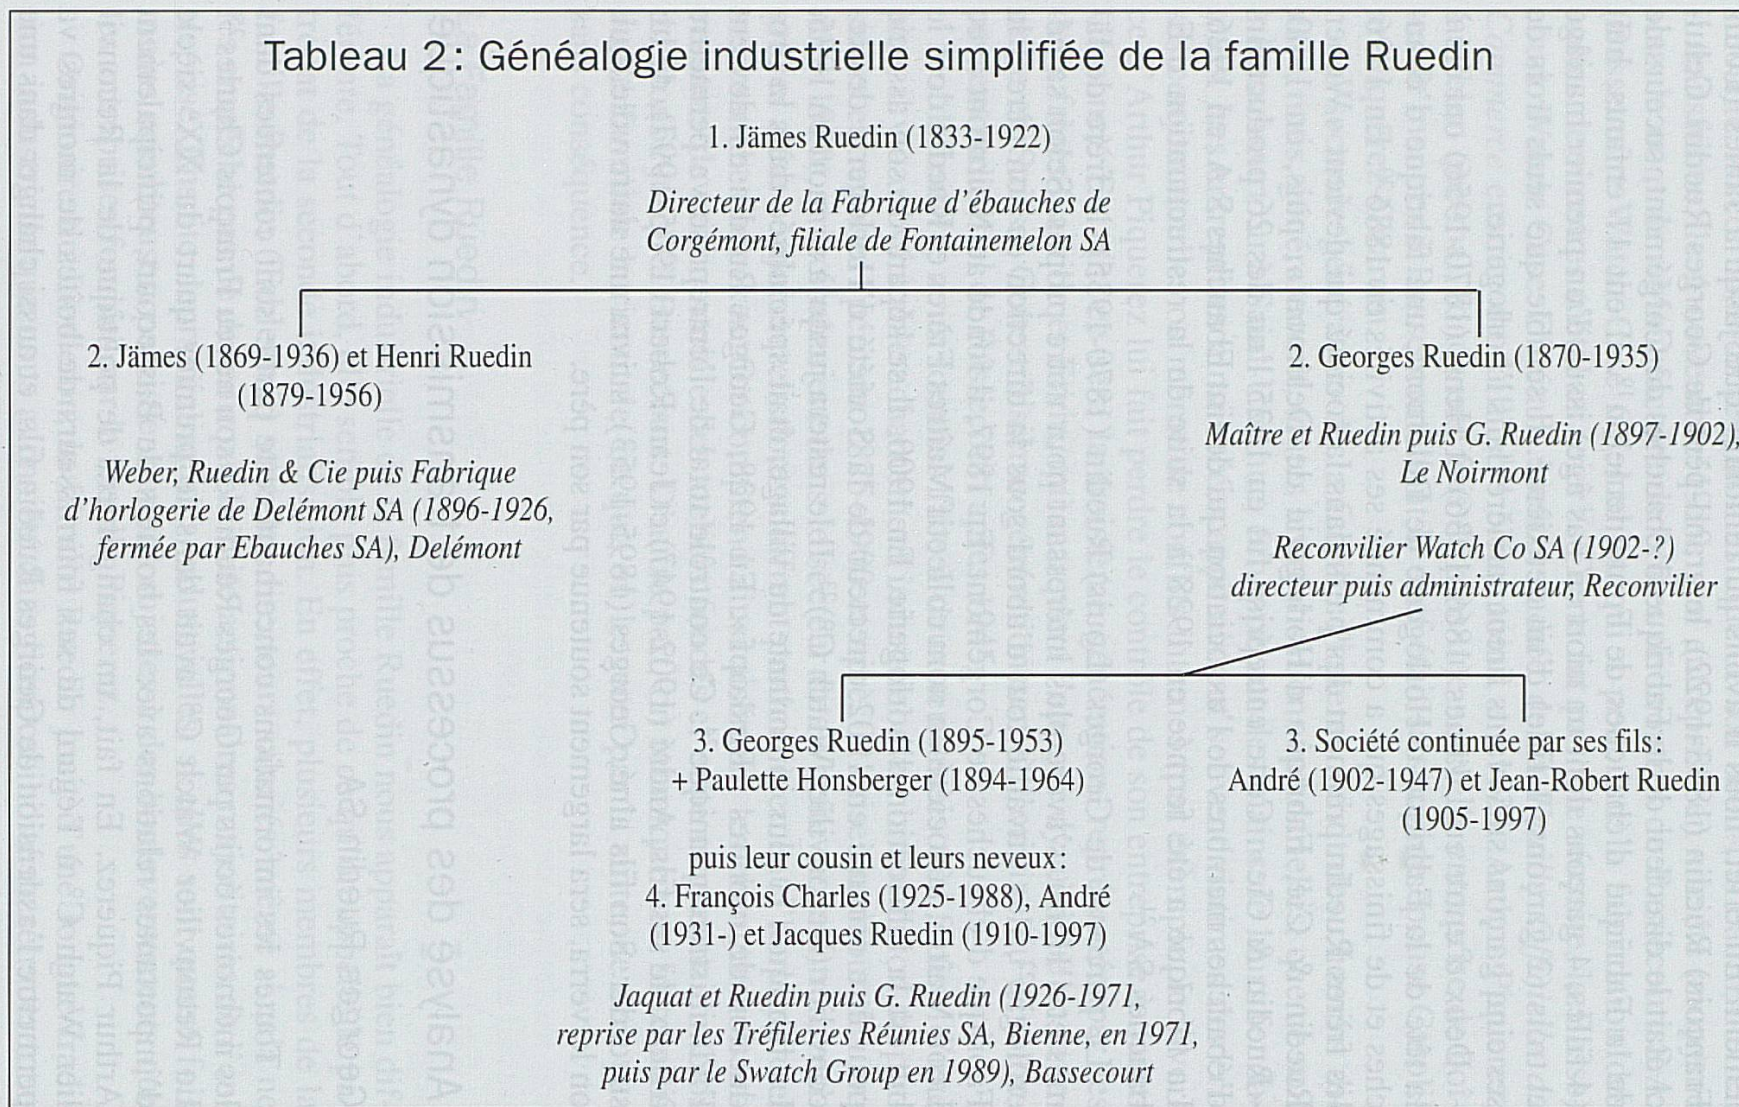 Tableau 2: Généalogie industrielle simplifiée de la famille Ruedin
1. Jämes Ruedin (1833-1922)
Directeur de la Fabrique d'ébauches de
Corgémont, filiale de Fontainemelon SA
2. Jämes (1869-1936) et Henri Ruedin
(1879-1956)
Weber, Ruedin & Cie puis Fabrique
d'horlogerie de Delémont SA (1896-1926,
fermée par Ebauches SA), Delémont
2. Georges Ruedin (1870-1935)
Maître et Ruedin puis G. Ruedin (1897-1902),
Le Noirmont
Reconvilier Watch Co SA (1902-?)
directeur puis administrateur, Reconvilier
3. Georges Ruedin (1895-1953)
+ Paulette Honsberger (1894-1964)
puis leur cousin et leurs neveux:
4. François Charles (1925-1988), André
(1931-) et Jacques Ruedin (1910-1997)
Jaquat et Ruedin puis G. Ruedin (1926-1971,
reprise par les Tréfileries Réunies SA, Bienne, en 1971,
puis par le Swatch Group en 1989), Bassecourt
3. Société continuée par ses fils:
André (1902-1947) et Jean-Robert Ruedin
(1905-1997)